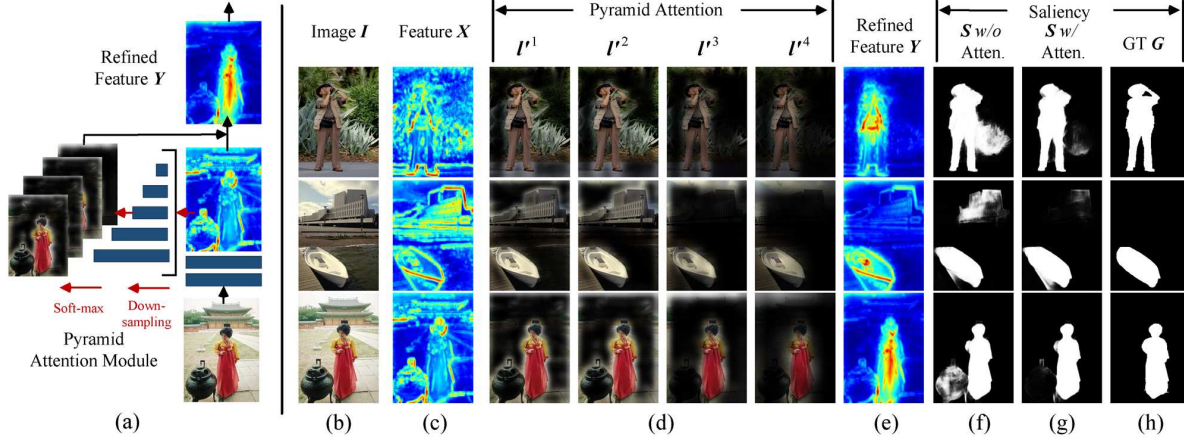 Refined
Feature Y
Soft-max
Down-
sampling
Pyramid
Attention Module
(a)
Image I
Feature X
Pyramid Attention
l′¹
l′²
l′³
l′⁴
Refined
Feature Y
Saliency
S w/o
Atten.
S w/
Atten.
GT G
(b)
(c)
(d)
(e)
(f)
(g)
(h)